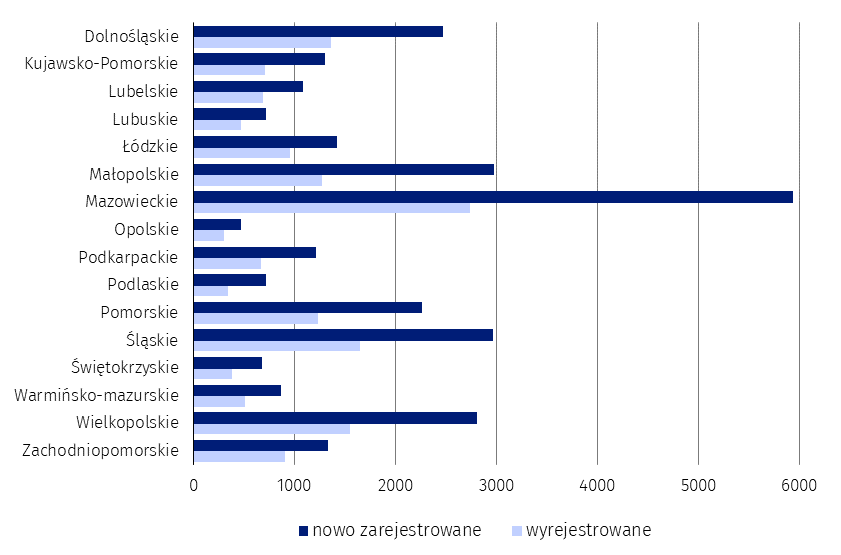 Dolnośląskie
Kujawsko-Pomorskie
Lubelskie
Lubuskie
Łódzkie
Małopolskie
Mazowieckie
Opolskie
Podkarpackie
Podlaskie
Pomorskie
Śląskie
Świętokrzyskie
Warmińsko-mazurskie
Wielkopolskie
Zachodniopomorskie
0 1000 2000 3000 4000 5000 6000
nowo zarejestrowane wyrejestrowane